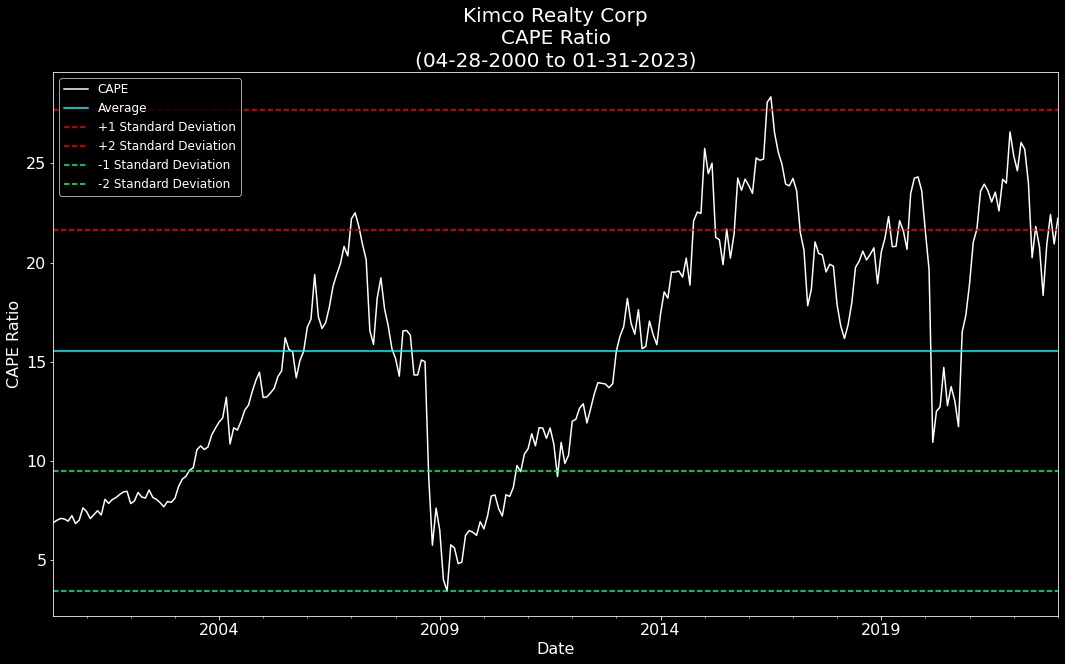 Kimco Realty Corp
CAPE Ratio
(04-28-2000 to 01-31-2023)
CAPE
Average
+1 Standard Deviation
+2 Standard Deviation
-1 Standard Deviation
-2 Standard Deviation
CAPE Ratio
25
20
15
10
5
2004
2009
2014
2019
Date